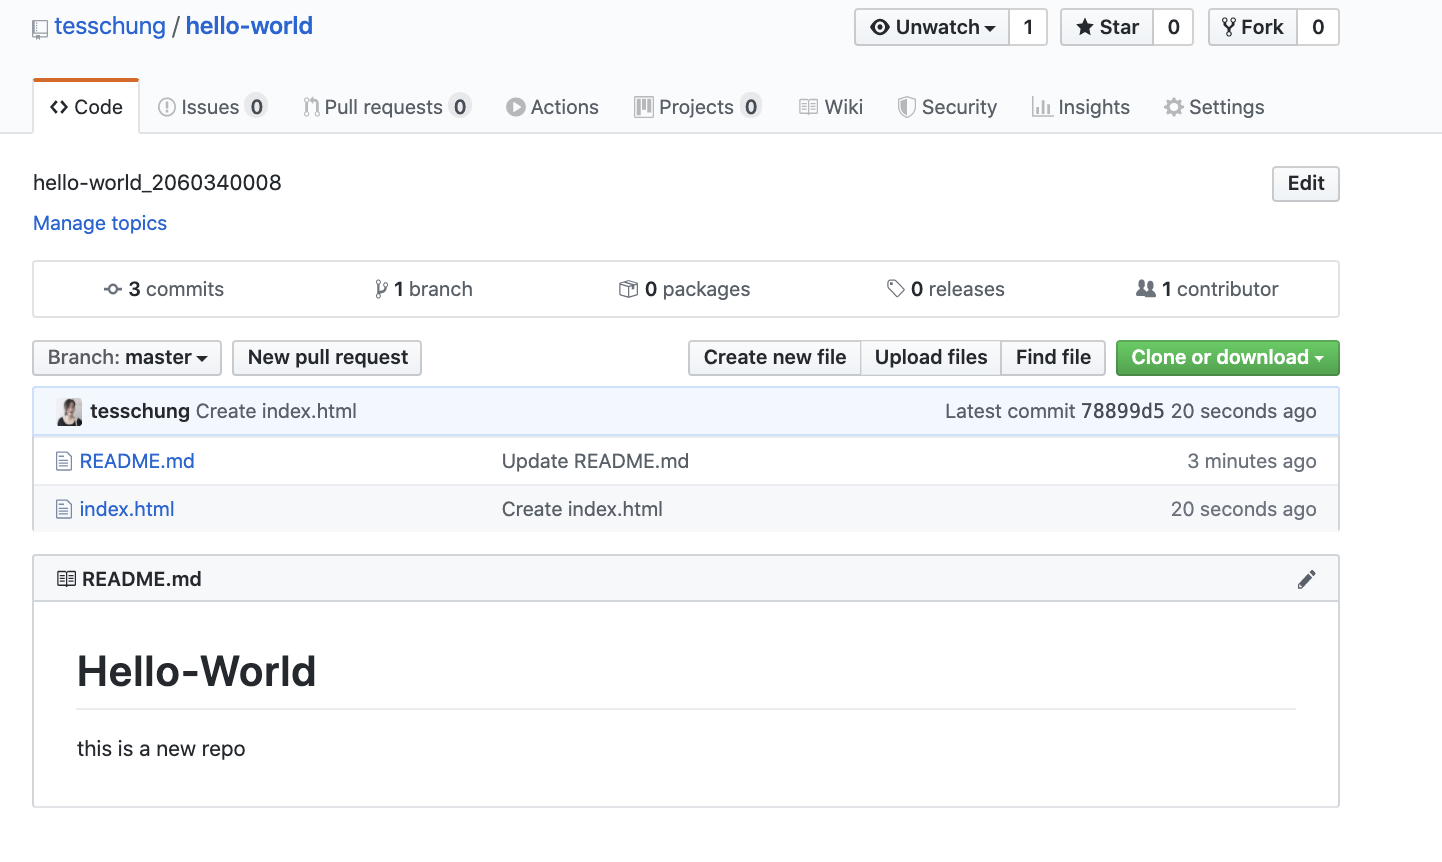 tesschung / hello-world Unwatch 1 Star 0 Fork 0
Code Issues 0 Pull requests 0 Actions Projects 0 Wiki Security Insights Settings
hello-world_2060340008 Edit
Manage topics
3 commits 1 branch 0 packages 0 releases 1 contributor
Branch: master New pull request Create new file Upload files Find file Clone or download
tesschung Create index.html Latest commit 78899d5 20 seconds ago
README.md Update README.md 3 minutes ago
index.html Create index.html 20 seconds ago
README.md
Hello-World
this is a new repo